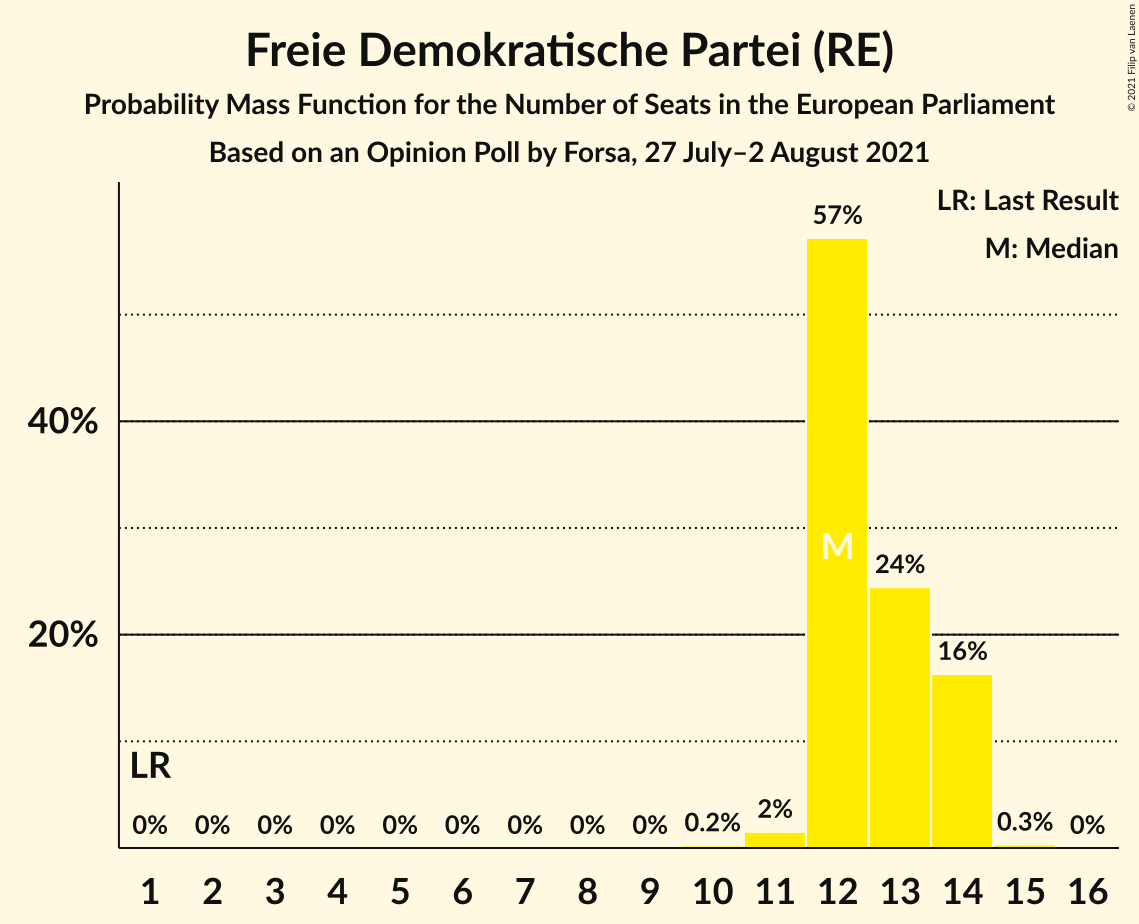 Freie Demokratische Partei (RE)
Probability Mass Function for the Number of Seats in the European Parliament
Based on an Opinion Poll by Forsa, 27 July–2 August 2021
© 2021 Filip van Laenen
LR: Last Result
M: Median
57%
40%
M
24%
20%
16%
LR
0% 0% 0% 0% 0% 0% 0% 0% 0% 0.2% 2% 0.3% 0%
1 2 3 4 5 6 7 8 9 10 11 12 13 14 15 16